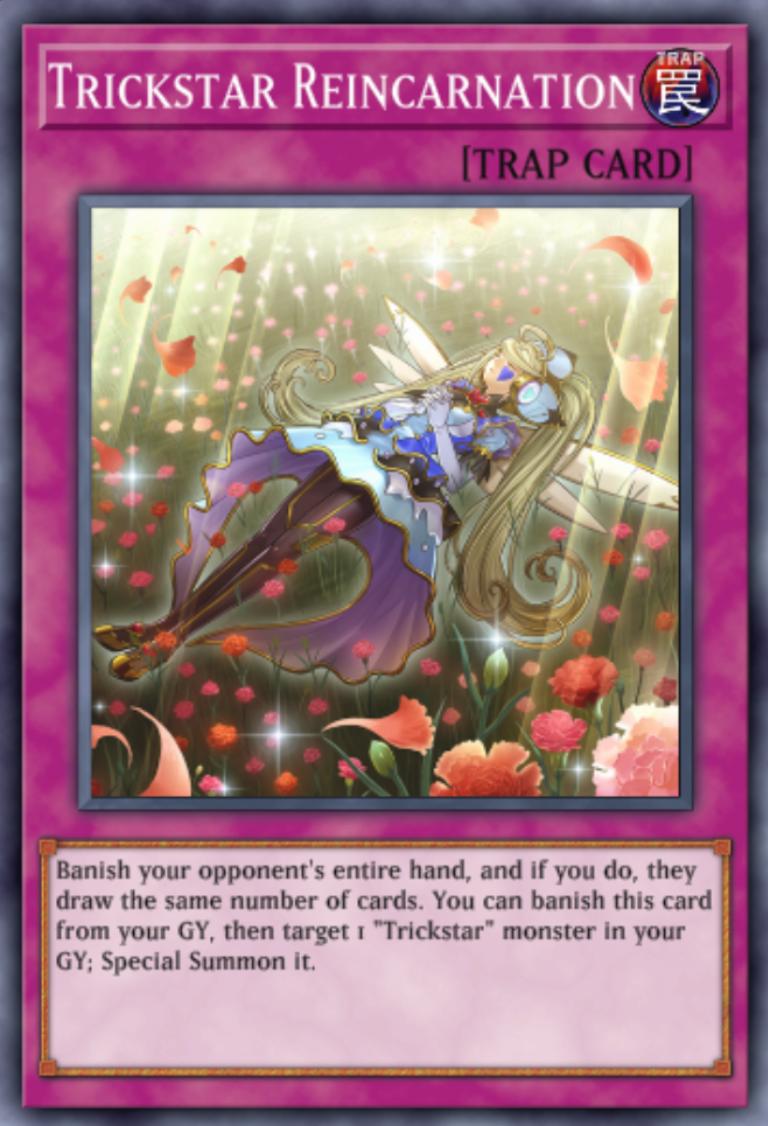 TRICKSTAR REINCARNATION
TRAP
罠
[TRAP CARD]
Banish your opponent's entire hand, and if you do, they
draw the same number of cards. You can banish this card
from your GY, then target 1 "Trickstar" monster in your
GY; Special Summon it.